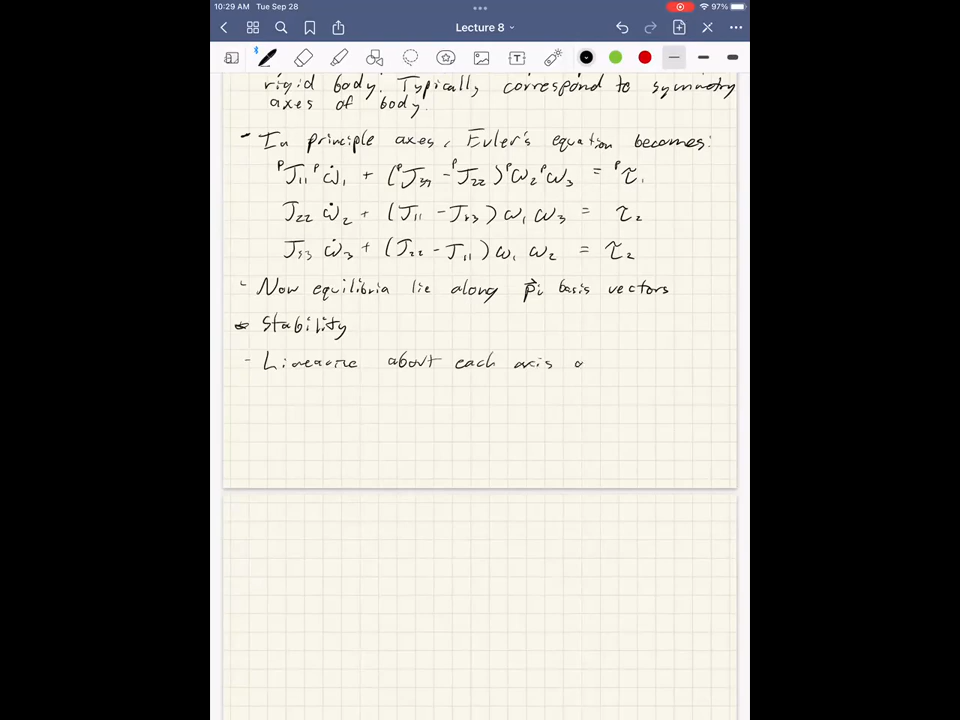 10:29 AM Tue Sep 28
97%
Lecture 8
rigid body. Typically correspond to symmetry
axes of body.
- In principle axes, Euler's equation becomes:
ᴾJ₁₁ ᴾω̇₁ + (ᴾJ₃₃ - ᴾJ₂₂) ᴾω₂ ᴾω₃ = ᴾτ₁
J₂₂ ω̇₂ + (J₁₁ - J₃₃) ω₁ ω₃ = τ₂
J₃₃ ω̇₃ + (J₂₂ - J₁₁) ω₁ ω₂ = τ₂
- Now equilibria lie along p⃗i basis vectors
* Stability
- Linearize about each axis a